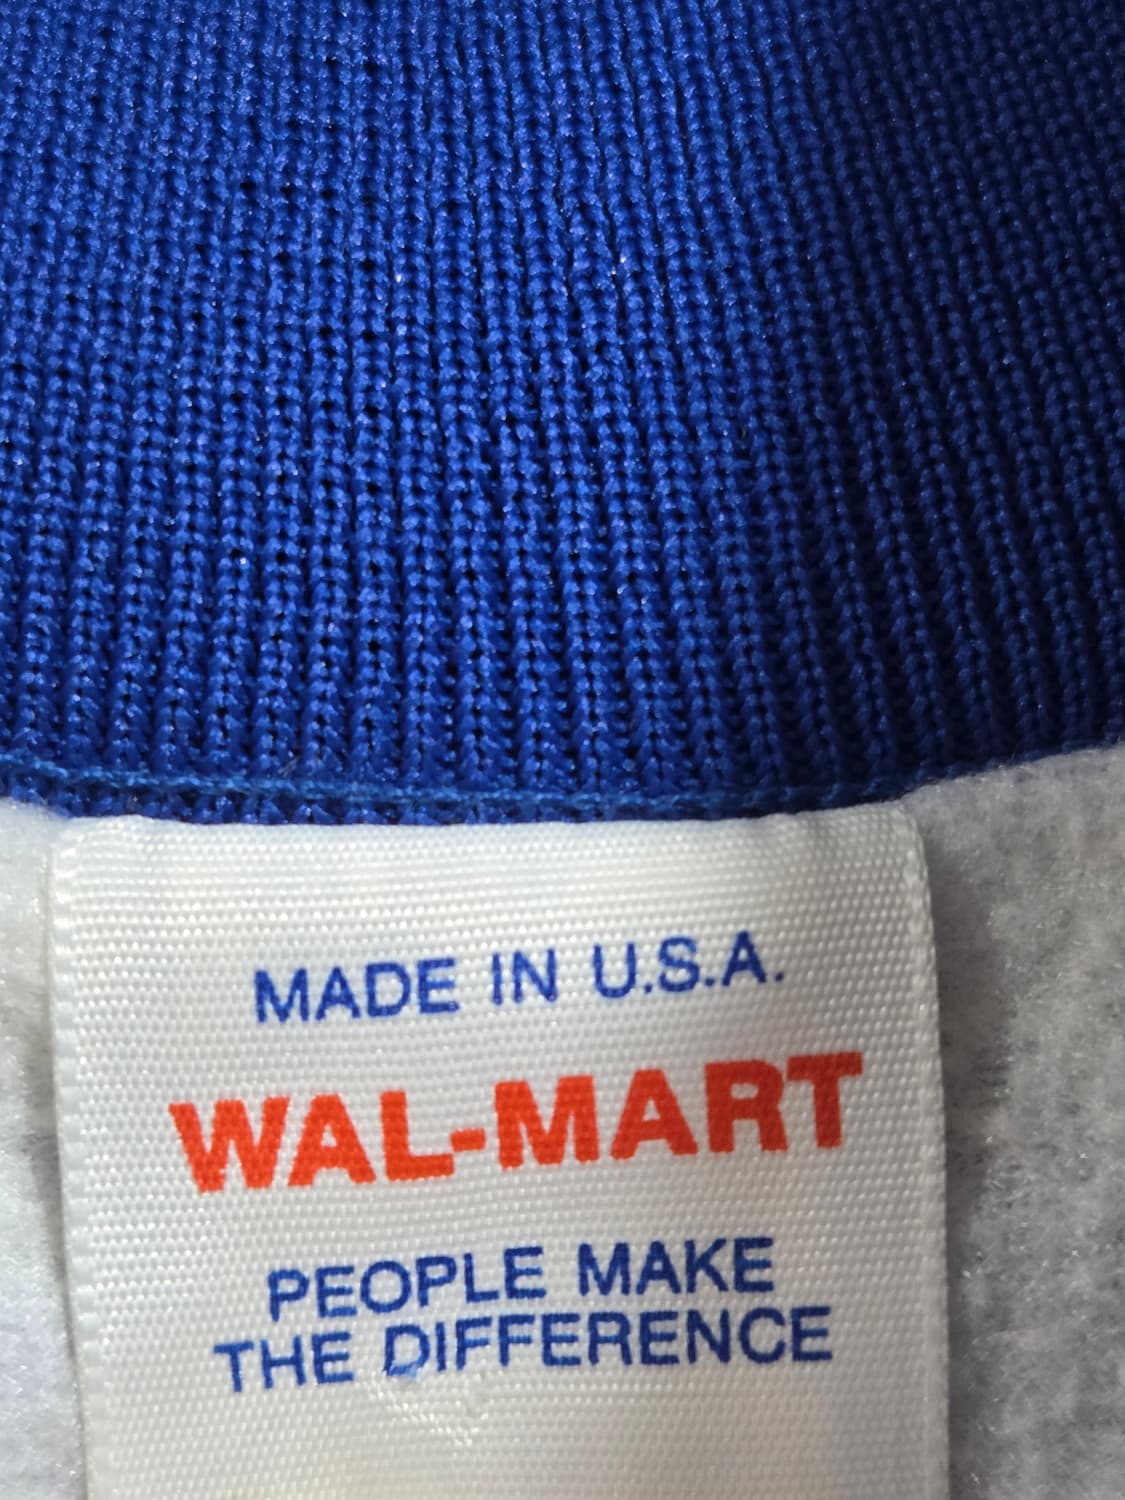 MADE IN U.S.A.
WAL-MART
PEOPLE MAKE
THE DIFFERENCE